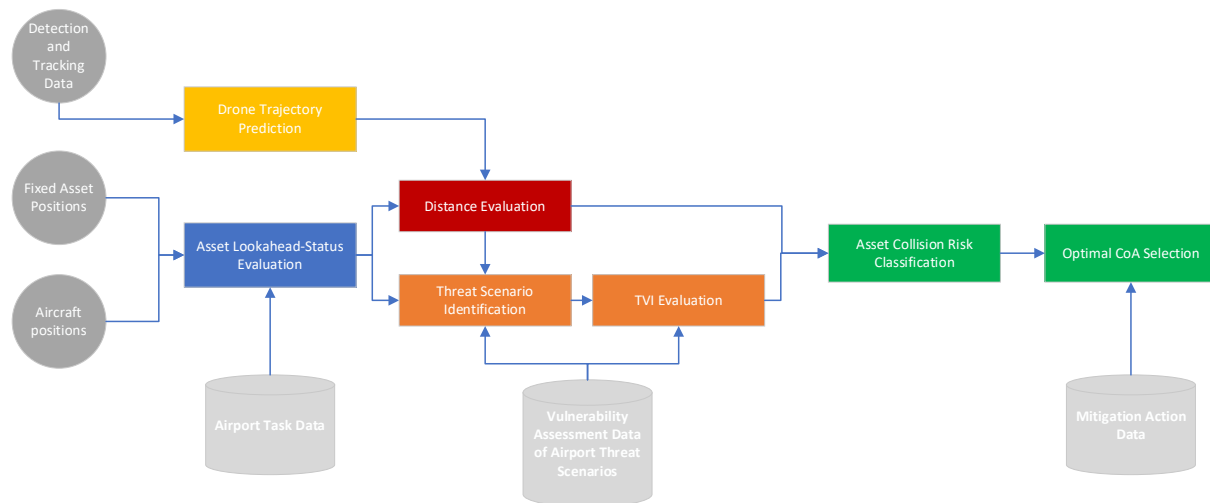 Detection
and
Tracking
Data
Drone Trajectory
Prediction
Fixed Asset
Positions
Distance Evaluation
Asset Lookahead-Status
Evaluation
Asset Collision Risk
Classification
Optimal CoA Selection
Threat Scenario
Identification
TVI Evaluation
Aircraft
positions
Airport Task Data
Vulnerability
Assessment Data
of Airport Threat
Scenarios
Mitigation Action
Data